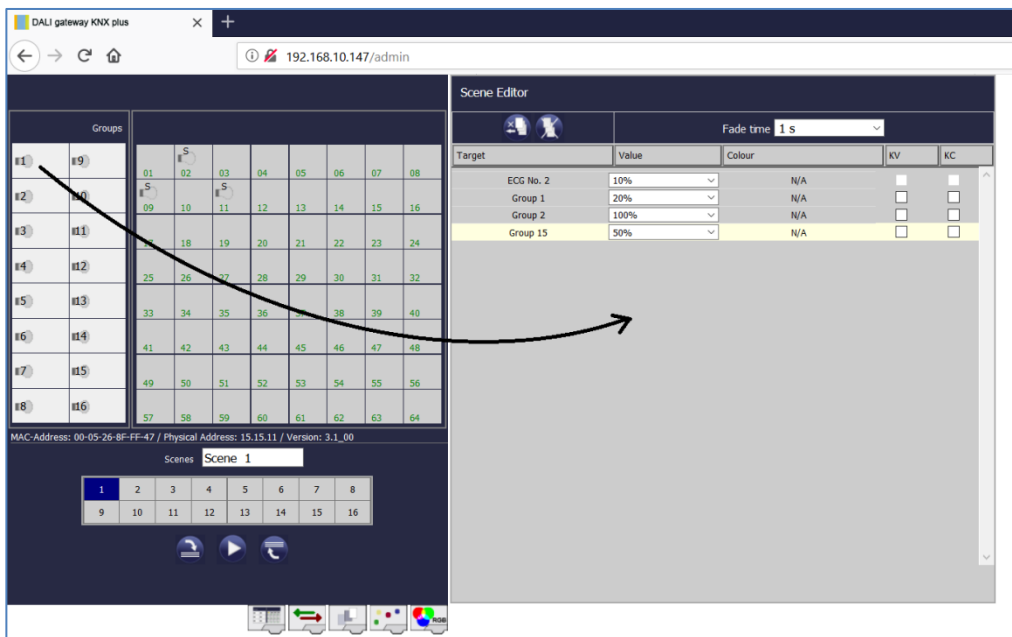 DALI gateway KNX plus
192.168.10.147/admin
Scene Editor
Groups
Fade time 1 s
Target Value Colour KV KC
ECG No. 2 10% N/A
Group 1 20% N/A
Group 2 100% N/A
Group 15 50% N/A
1 9
2 10
3 11
4 12
5 13
6 14
7 15
8 16
S
01 02 03 04 05 06 07 08
S S
09 10 11 12 13 14 15 16
17 18 19 20 21 22 23 24
25 26 27 28 29 30 31 32
33 34 35 36 37 38 39 40
41 42 43 44 45 46 47 48
49 50 51 52 53 54 55 56
57 58 59 60 61 62 63 64
MAC-Address: 00-05-26-8F-FF-47 / Physical Address: 15.15.11 / Version: 3.1_00
Scenes Scene 1
1 2 3 4 5 6 7 8
9 10 11 12 13 14 15 16
RGB